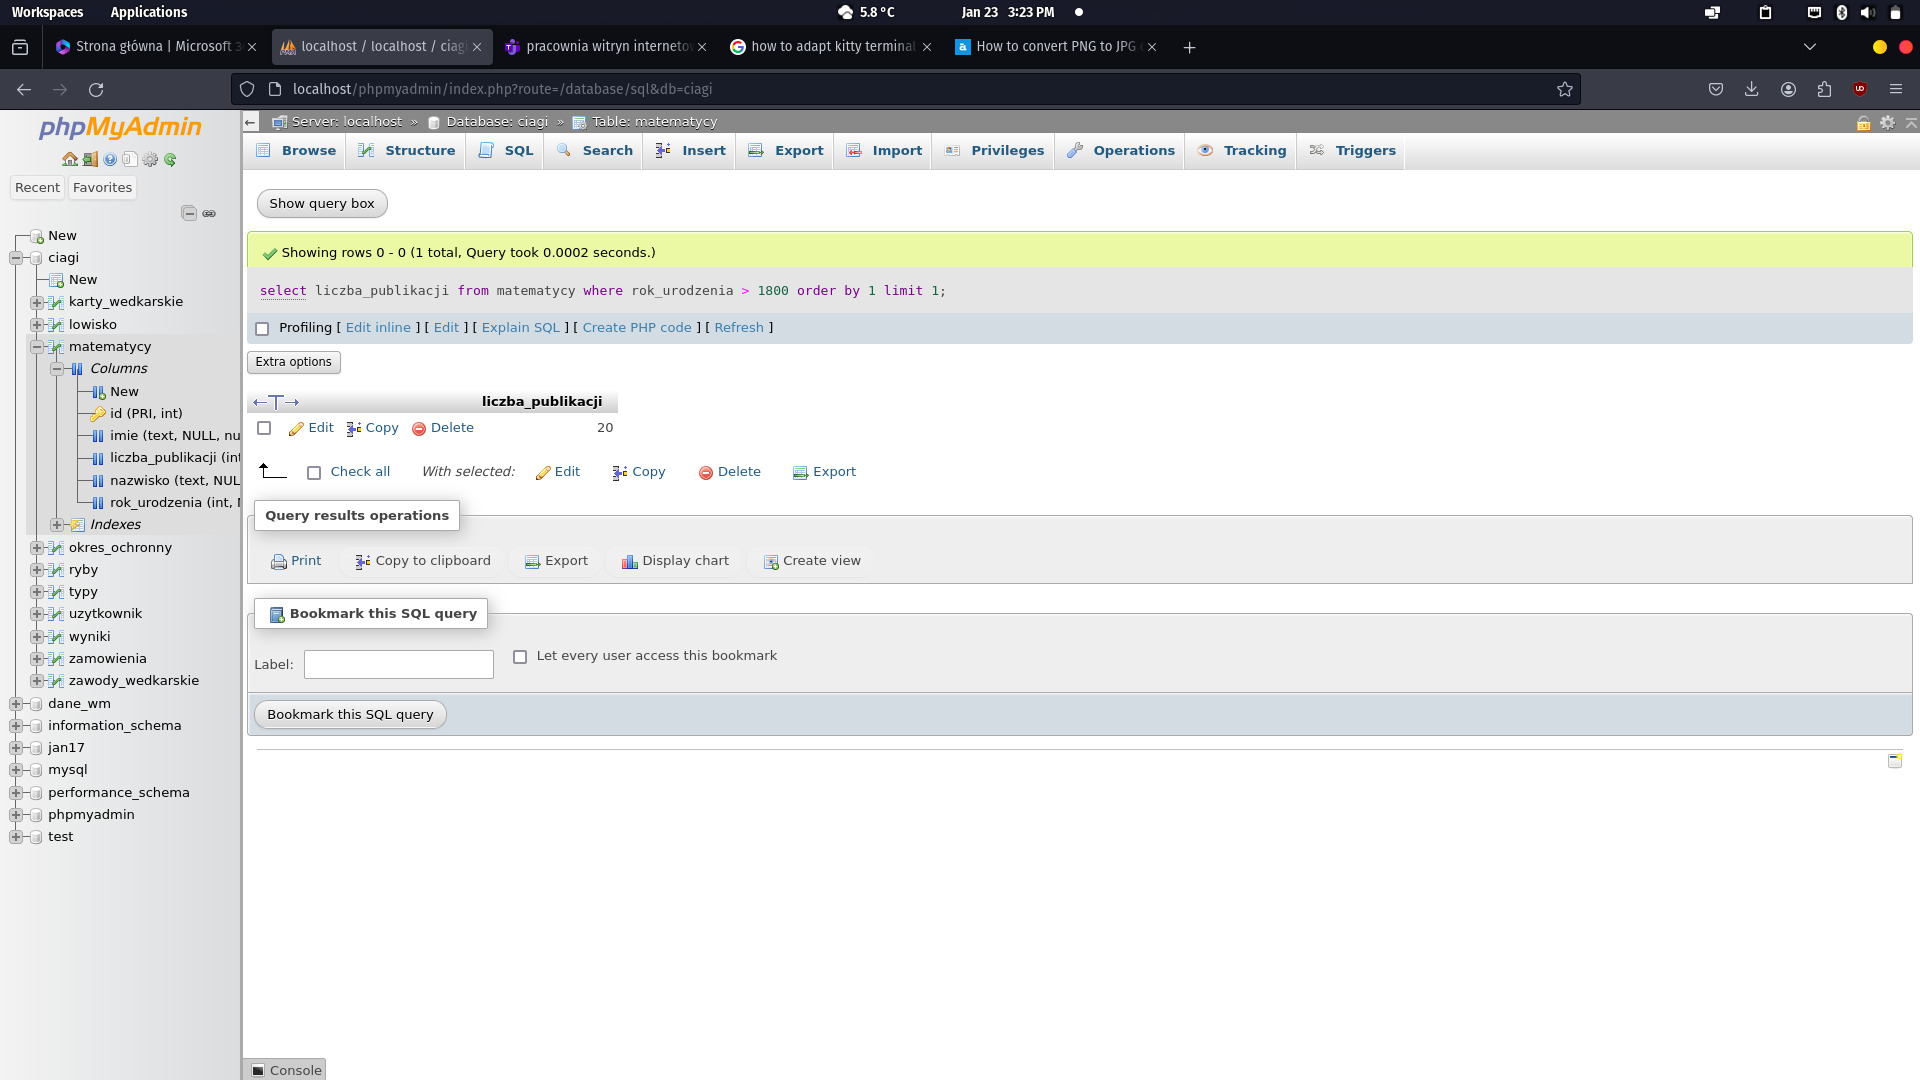 Workspaces Applications 5.8 °C Jan 23 3:23 PM
Strona główna | Microsoft 3 localhost / localhost / ciagi pracownia witryn internetow how to adapt kitty terminal How to convert PNG to JPG
localhost/phpmyadmin/index.php?route=/database/sql&db=ciagi
phpMyAdmin
Recent Favorites
New
ciagi
New
karty_wedkarskie
lowisko
matematycy
Columns
New
id (PRI, int)
imie (text, NULL, nu
liczba_publikacji (int
nazwisko (text, NUL
rok_urodzenia (int, N
Indexes
okres_ochronny
ryby
typy
uzytkownik
wyniki
zamowienia
zawody_wedkarskie
dane_wm
information_schema
jan17
mysql
performance_schema
phpmyadmin
test
Server: localhost » Database: ciagi » Table: matematycy
Browse Structure SQL Search Insert Export Import Privileges Operations Tracking Triggers
Show query box
Showing rows 0 - 0 (1 total, Query took 0.0002 seconds.)
select liczba_publikacji from matematycy where rok_urodzenia > 1800 order by 1 limit 1;
Profiling [ Edit inline ] [ Edit ] [ Explain SQL ] [ Create PHP code ] [ Refresh ]
Extra options
←T→ liczba_publikacji
Edit Copy Delete 20
Check all With selected: Edit Copy Delete Export
Query results operations
Print Copy to clipboard Export Display chart Create view
Bookmark this SQL query
Label: Let every user access this bookmark
Bookmark this SQL query
Console